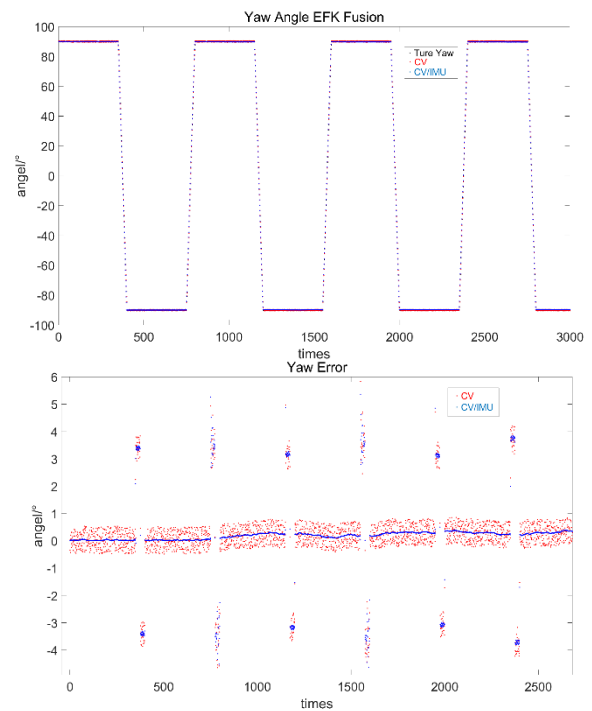 Yaw Angle EFK Fusion
100
80
60
40
20
0
-20
-40
-60
-80
-100
angel/°
Ture Yaw
CV
CV/IMU
0 500 1000 1500 2000 2500 3000
times
Yaw Error
6
5
4
3
2
1
0
-1
-2
-3
-4
angel/°
CV
CV/IMU
0 500 1000 1500 2000 2500
times